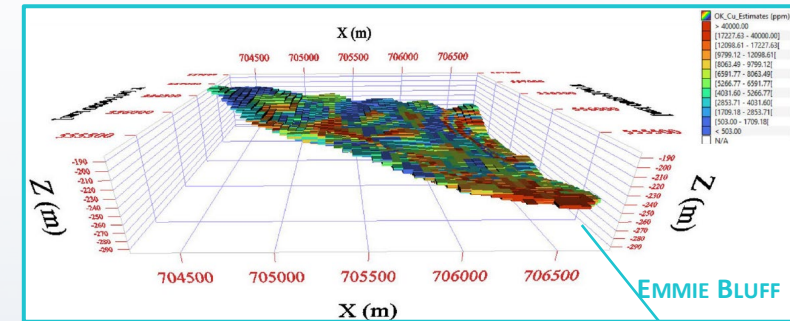 X (m)
704500 705000 705500 706000 706500
OK_Cu_Estimates (ppm)
> 40000.00
[17227.63 - 40000.00]
[12098.61 - 17227.63[
[9799.12 - 12098.61[
[8063.49 - 9799.12[
[6591.77 - 8063.49[
[5266.77 - 6591.77[
[4031.60 - 5266.77[
[2853.71 - 4031.60[
[1709.18 - 2853.71[
[503.00 - 1709.18[
< 503.00
N/A
-190
-200
-210
-220
-230
-240
-250
-260
-270
-280
-290
Z (m)
-190
-200
-210
-220
-230
-240
-250
-260
-270
-280
-290
Z (m)
704500 705000 705500 706000 706500
X (m)
EMMIE BLUFF